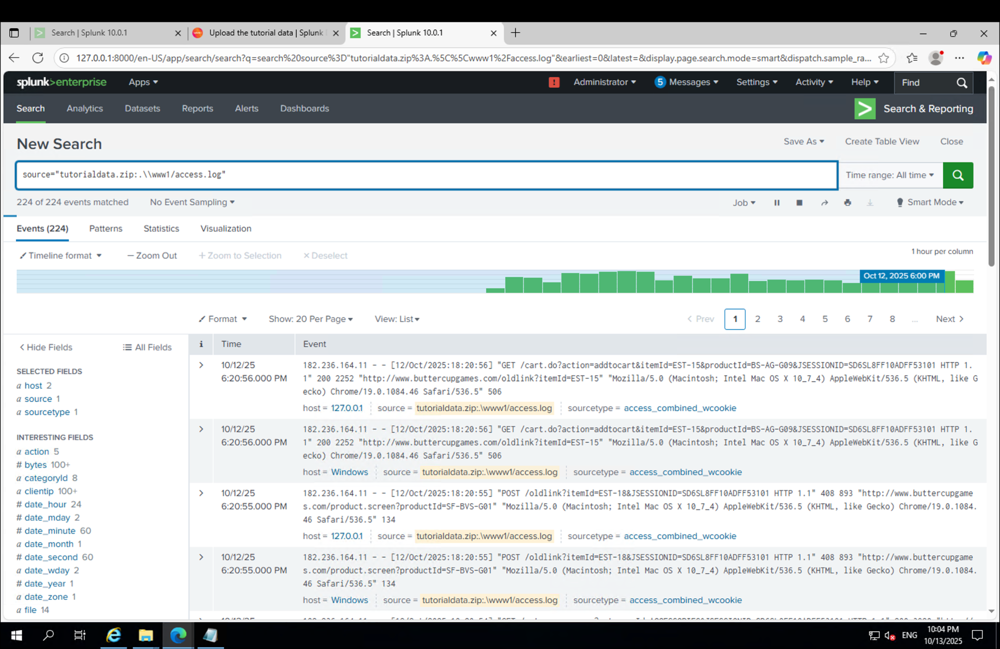 Search | Splunk 10.0.1
Upload the tutorial data | Splunk
Search | Splunk 10.0.1
127.0.0.1:8000/en-US/app/search/search?q=search%20source%3D"tutorialdata.zip%3A.%5C%5Cwww1%2Faccess.log"&earliest=0&latest=&display.page.search.mode=smart&dispatch.sample_ra...
splunk>enterprise Apps Administrator 5 Messages Settings Activity Help Find
Search Analytics Datasets Reports Alerts Dashboards Search & Reporting
New Search Save As Create Table View Close
source="tutorialdata.zip:.\\www1/access.log" Time range: All time
224 of 224 events matched No Event Sampling Job Smart Mode
Events (224) Patterns Statistics Visualization
Timeline format — Zoom Out + Zoom to Selection × Deselect 1 hour per column
Oct 12, 2025 6:00 PM
Format Show: 20 Per Page View: List < Prev 1 2 3 4 5 6 7 8 ... Next >
< Hide Fields All Fields
SELECTED FIELDS
a host 2
a source 1
a sourcetype 1
INTERESTING FIELDS
a action 5
# bytes 100+
a categoryId 8
a clientip 100+
# date_hour 24
# date_mday 2
# date_minute 60
a date_month 1
# date_second 60
a date_wday 2
# date_year 1
a date_zone 1
a file 14
i Time Event
10/12/25
6:20:56.000 PM
182.236.164.11 - - [12/Oct/2025:18:20:56] "GET /cart.do?action=addtocart&itemId=EST-15&productId=BS-AG-G09&JSESSIONID=SD6SL8FF10ADFF53101 HTTP 1.
1" 200 2252 "http://www.buttercupgames.com/oldlink?itemId=EST-15" "Mozilla/5.0 (Macintosh; Intel Mac OS X 10_7_4) AppleWebKit/536.5 (KHTML, like G
ecko) Chrome/19.0.1084.46 Safari/536.5" 506
host = 127.0.0.1 source = tutorialdata.zip:.\www1/access.log sourcetype = access_combined_wcookie
10/12/25
6:20:56.000 PM
182.236.164.11 - - [12/Oct/2025:18:20:56] "GET /cart.do?action=addtocart&itemId=EST-15&productId=BS-AG-G09&JSESSIONID=SD6SL8FF10ADFF53101 HTTP 1.
1" 200 2252 "http://www.buttercupgames.com/oldlink?itemId=EST-15" "Mozilla/5.0 (Macintosh; Intel Mac OS X 10_7_4) AppleWebKit/536.5 (KHTML, like G
ecko) Chrome/19.0.1084.46 Safari/536.5" 506
host = Windows source = tutorialdata.zip:.\www1/access.log sourcetype = access_combined_wcookie
10/12/25
6:20:55.000 PM
182.236.164.11 - - [12/Oct/2025:18:20:55] "POST /oldlink?itemId=EST-18&JSESSIONID=SD6SL8FF10ADFF53101 HTTP 1.1" 408 893 "http://www.buttercupgame
s.com/product.screen?productId=SF-BVS-G01" "Mozilla/5.0 (Macintosh; Intel Mac OS X 10_7_4) AppleWebKit/536.5 (KHTML, like Gecko) Chrome/19.0.1084.
46 Safari/536.5" 134
host = 127.0.0.1 source = tutorialdata.zip:.\www1/access.log sourcetype = access_combined_wcookie
10/12/25
6:20:55.000 PM
182.236.164.11 - - [12/Oct/2025:18:20:55] "POST /oldlink?itemId=EST-18&JSESSIONID=SD6SL8FF10ADFF53101 HTTP 1.1" 408 893 "http://www.buttercupgame
s.com/product.screen?productId=SF-BVS-G01" "Mozilla/5.0 (Macintosh; Intel Mac OS X 10_7_4) AppleWebKit/536.5 (KHTML, like Gecko) Chrome/19.0.1084.
46 Safari/536.5" 134
host = Windows source = tutorialdata.zip:.\www1/access.log sourcetype = access_combined_wcookie
ENG
10:04 PM
10/13/2025